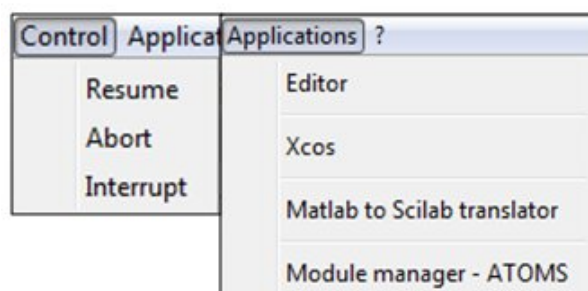 Control Applicat
Resume
Abort
Interrupt
Applications ?
Editor
Xcos
Matlab to Scilab translator
Module manager - ATOMS